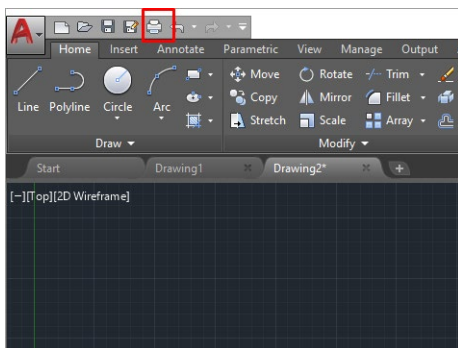 A
Home Insert Annotate Parametric View Manage Output
Line Polyline Circle Arc
Move Rotate Trim
Copy Mirror Fillet
Stretch Scale Array
Draw Modify
Start Drawing1 Drawing2*
[−][Top][2D Wireframe]